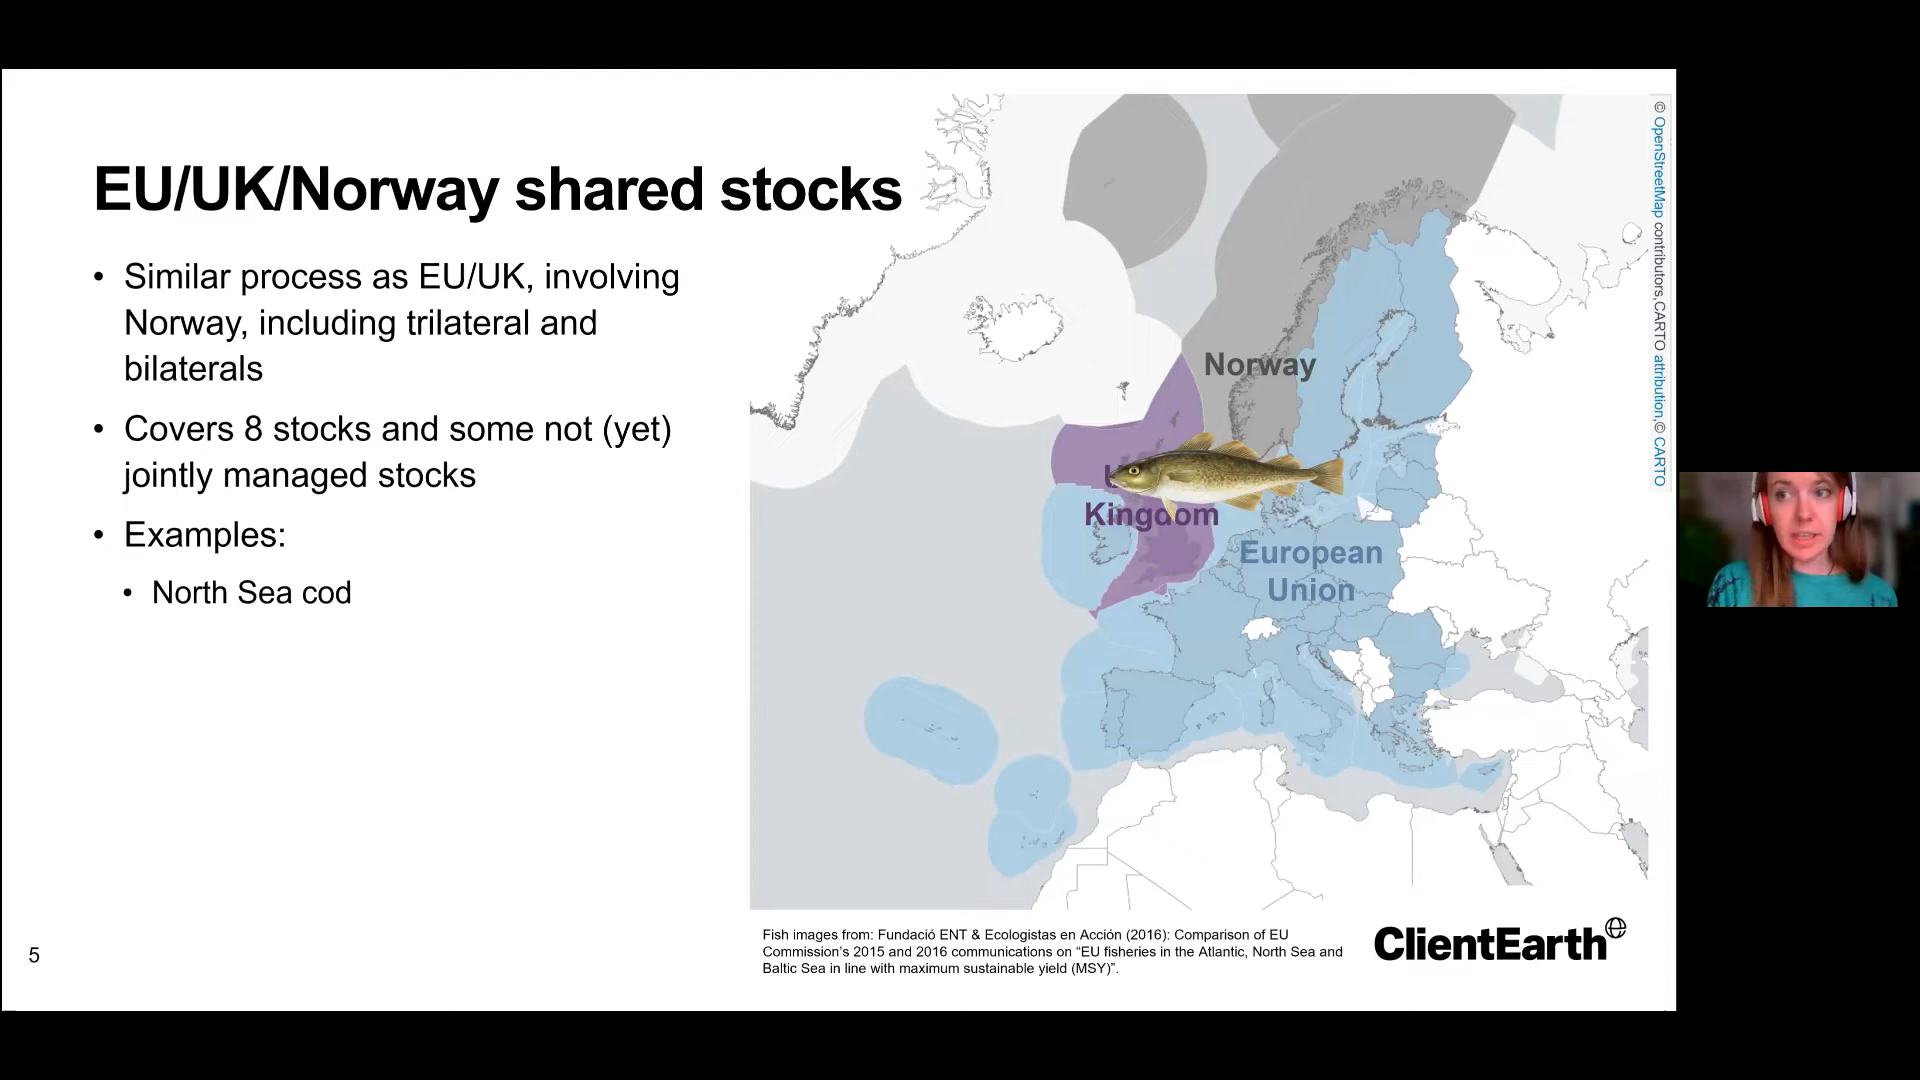 EU/UK/Norway shared stocks
• Similar process as EU/UK, involving
Norway, including trilateral and
bilaterals
• Covers 8 stocks and some not (yet)
jointly managed stocks
• Examples:
• North Sea cod
Norway
U
Kingdom
European
Union
© OpenStreetMap contributors,CARTO attribution,© CARTO
Fish images from: Fundació ENT & Ecologistas en Acción (2016): Comparison of EU
Commission's 2015 and 2016 communications on “EU fisheries in the Atlantic, North Sea and
Baltic Sea in line with maximum sustainable yield (MSY)”.
ClientEarth
5